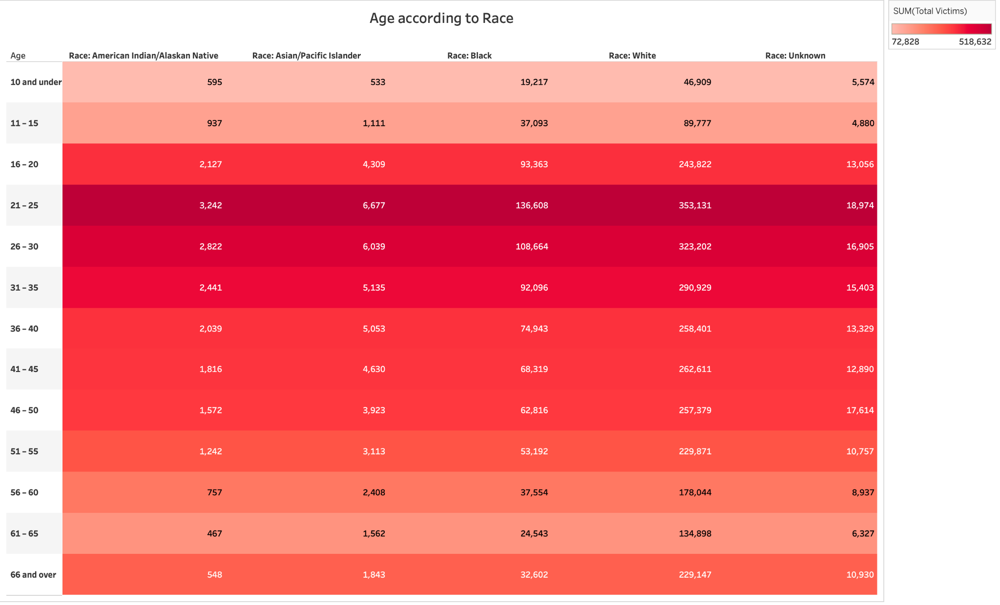 Age according to Race
SUM(Total Victims)
72,828 518,632
Age Race: American Indian/Alaskan Native Race: Asian/Pacific Islander Race: Black Race: White Race: Unknown
10 and under 595 533 19,217 46,909 5,574
11 – 15 937 1,111 37,093 89,777 4,880
16 – 20 2,127 4,309 93,363 243,822 13,056
21 – 25 3,242 6,677 136,608 353,131 18,974
26 – 30 2,822 6,039 108,664 323,202 16,905
31 – 35 2,441 5,135 92,096 290,929 15,403
36 – 40 2,039 5,053 74,943 258,401 13,329
41 – 45 1,816 4,630 68,319 262,611 12,890
46 – 50 1,572 3,923 62,816 257,379 17,614
51 – 55 1,242 3,113 53,192 229,871 10,757
56 – 60 757 2,408 37,554 178,044 8,937
61 – 65 467 1,562 24,543 134,898 6,327
66 and over 548 1,843 32,602 229,147 10,930